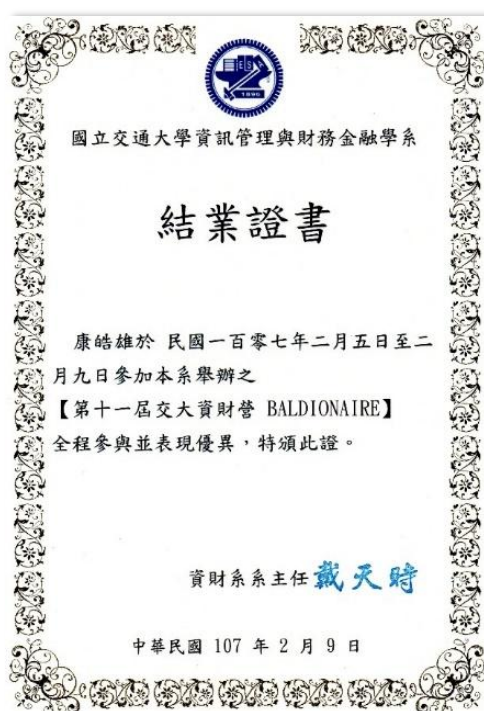 1896
國立交通大學資訊管理與財務金融學系
結業證書
康皓雄於 民國一百零七年二月五日至二
月九日參加本系舉辦之
【第十一屆交大資財營 BALDIONAIRE】
全程參與並表現優異，特頒此證。
資財系系主任 戴天時
中華民國 107 年 2 月 9 日